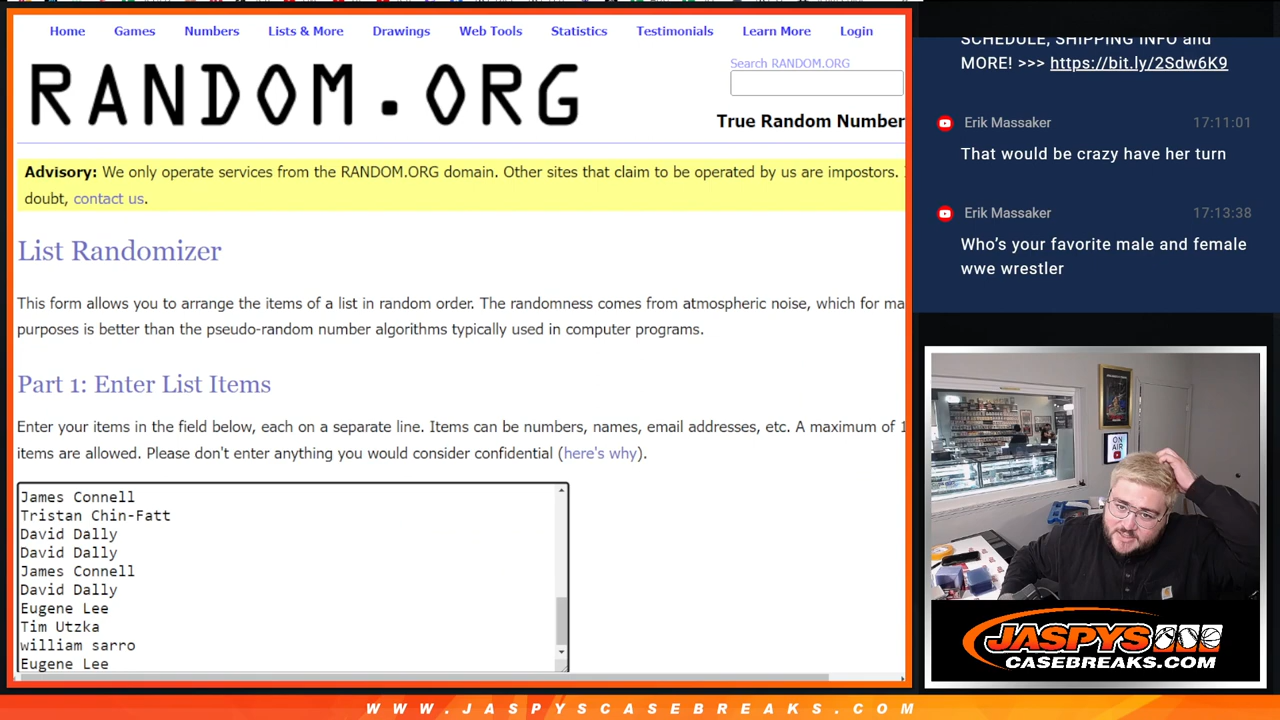 Home Games Numbers Lists & More Drawings Web Tools Statistics Testimonials Learn More Login
RANDOM.ORG
Search RANDOM.ORG
True Random Number
Advisory: We only operate services from the RANDOM.ORG domain. Other sites that claim to be operated by us are impostors.
doubt, contact us.
List Randomizer
This form allows you to arrange the items of a list in random order. The randomness comes from atmospheric noise, which for ma
purposes is better than the pseudo-random number algorithms typically used in computer programs.
Part 1: Enter List Items
Enter your items in the field below, each on a separate line. Items can be numbers, names, email addresses, etc. A maximum of 1
items are allowed. Please don't enter anything you would consider confidential (here's why).
James Connell
Tristan Chin-Fatt
David Dally
David Dally
James Connell
David Dally
Eugene Lee
Tim Utzka
william sarro
Eugene Lee
SCHEDULE, SHIPPING INFO and
MORE! >>> https://bit.ly/2Sdw6K9
Erik Massaker 17:11:01
That would be crazy have her turn
Erik Massaker 17:13:38
Who's your favorite male and female
wwe wrestler
ON
AIR
JASPYS
CASEBREAKS.COM
WWW.JASPYSCASEBREAKS.COM